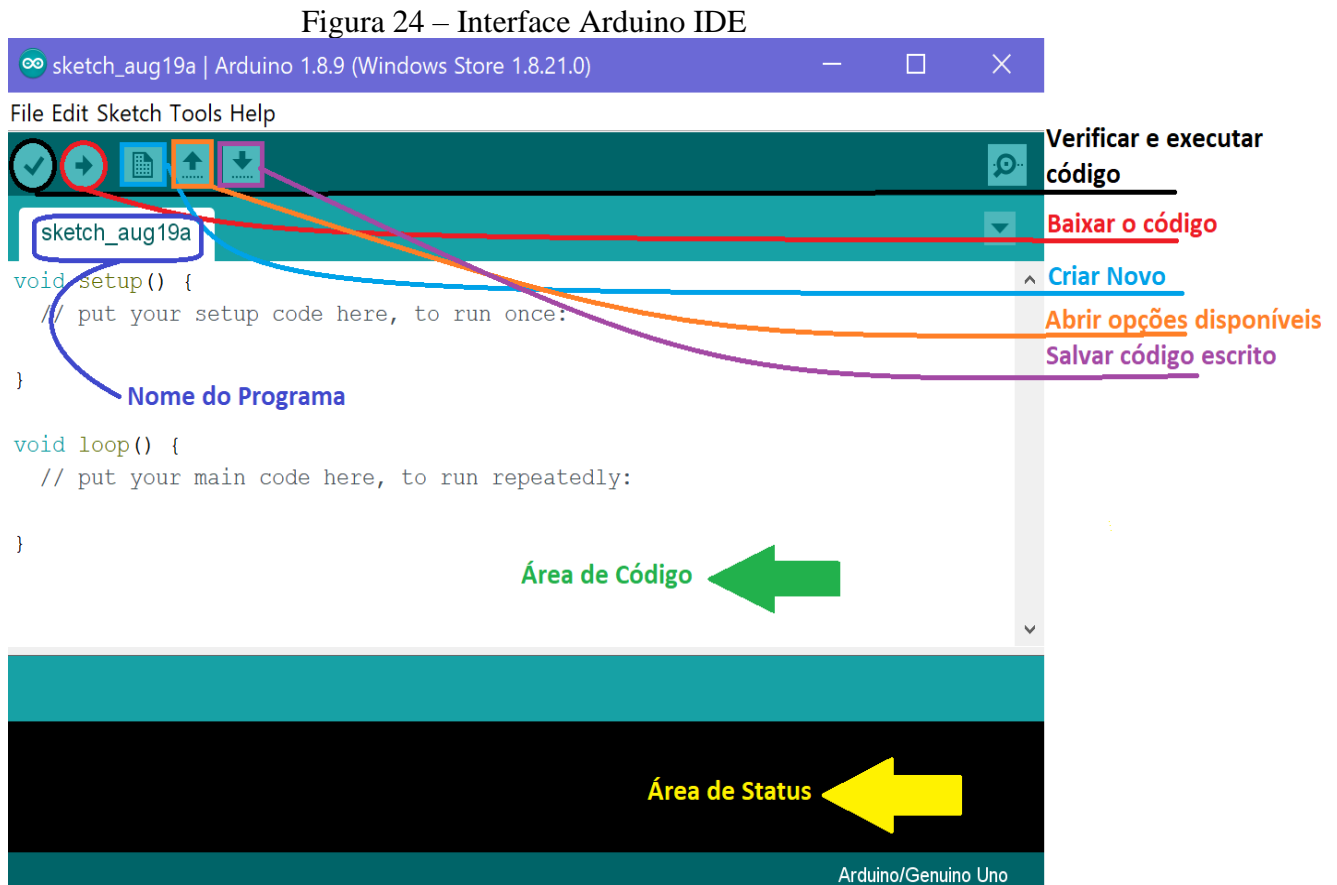 Figura 24 – Interface Arduino IDE
sketch_aug19a | Arduino 1.8.9 (Windows Store 1.8.21.0)
File Edit Sketch Tools Help
Verificar e executar
código
Baixar o código
sketch_aug19a
Criar Novo
void setup() {
// put your setup code here, to run once:
Abrir opções disponíveis
Salvar código escrito
}
Nome do Programa
void loop() {
// put your main code here, to run repeatedly:
}
Área de Código
Área de Status
Arduino/Genuino Uno